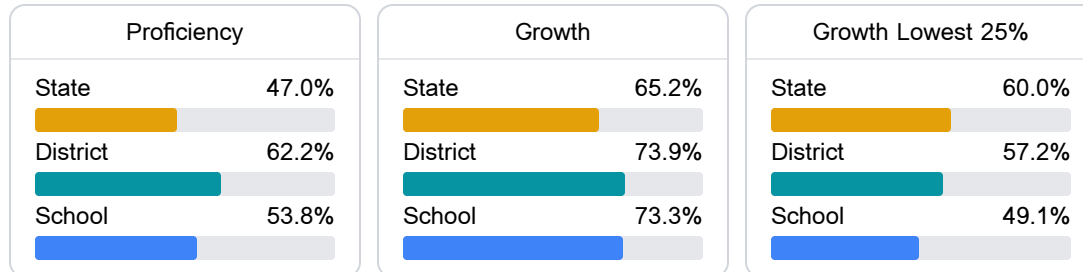 Proficiency
State 47.0%
District 62.2%
School 53.8%
Growth
State 65.2%
District 73.9%
School 73.3%
Growth Lowest 25%
State 60.0%
District 57.2%
School 49.1%